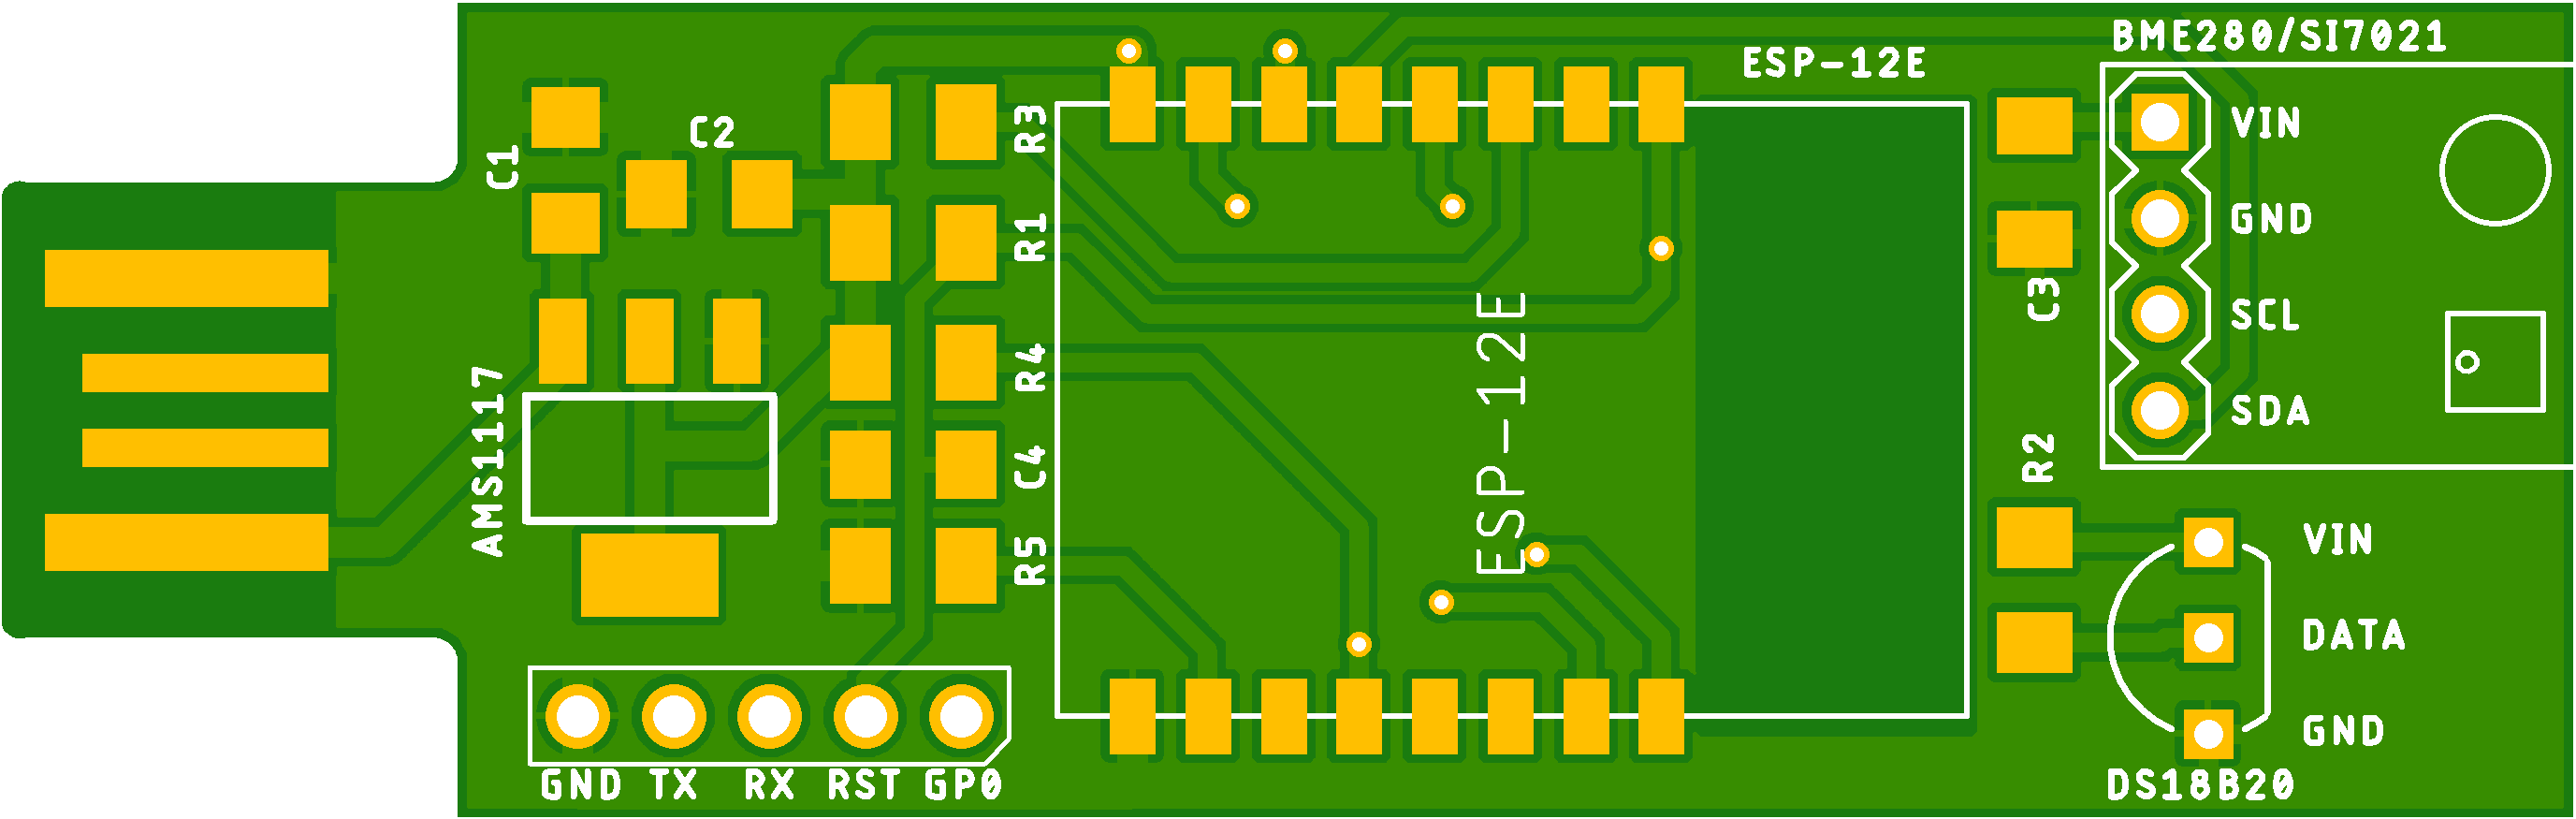 BME280/SI7021
ESP-12E
C1
C2
R3
VIN
R1
GND
C3
SCL
ESP-12E
R4
AMS1117
SDA
C4
R2
R5
VIN
DATA
GND
GND TX RX RST GP0
DS18B20